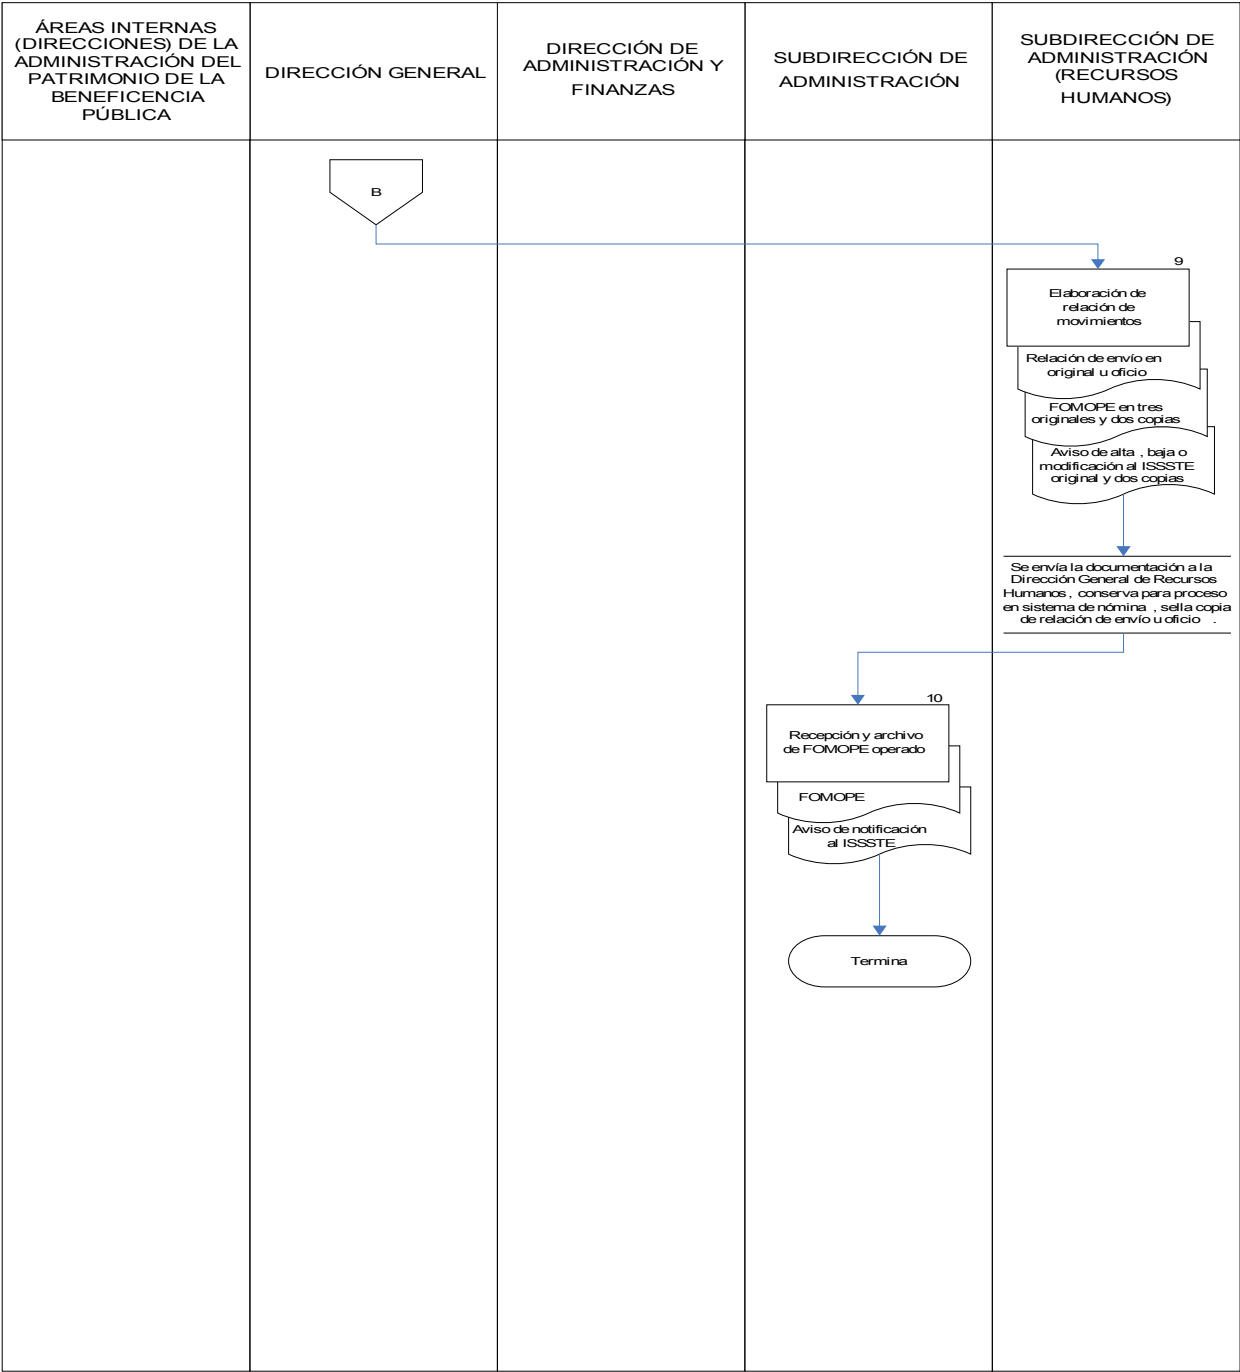 ÁREAS INTERNAS
(DIRECCIONES) DE LA
ADMINISTRACIÓN DEL
PATRIMONIO DE LA
BENEFICENCIA
PÚBLICA
DIRECCIÓN GENERAL
DIRECCIÓN DE
ADMINISTRACIÓN Y
FINANZAS
SUBDIRECCIÓN DE
ADMINISTRACIÓN
SUBDIRECCIÓN DE
ADMINISTRACIÓN
(RECURSOS
HUMANOS)
B
9
Elaboración de
relación de
movimientos
Relación de envío en
original u oficio
FOMOPE en tres
originales y dos copias
Aviso de alta , baja o
modificación al ISSSTE
original y dos copias
Se envía la documentación a la
Dirección General de Recursos
Humanos , conserva para proceso
en sistema de nómina , sella copia
de relación de envío u oficio .
10
Recepción y archivo
de FOMOPE operado
FOMOPE
Aviso de notificación
al ISSSTE
Termina